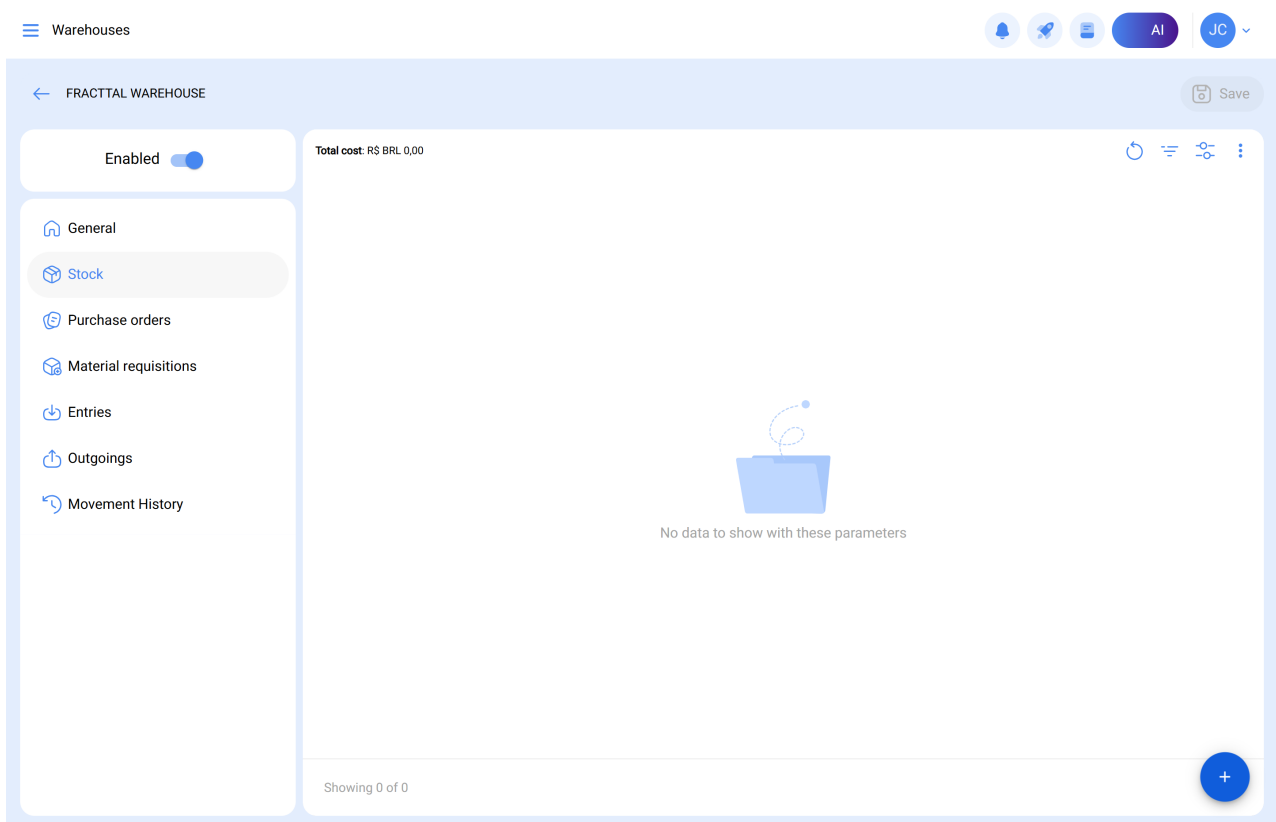 Warehouses
AI
JC
FRACTTAL WAREHOUSE
Save
Enabled
General
Stock
Purchase orders
Material requisitions
Entries
Outgoings
Movement History
Total cost: R$ BRL 0,00
No data to show with these parameters
Showing 0 of 0
+